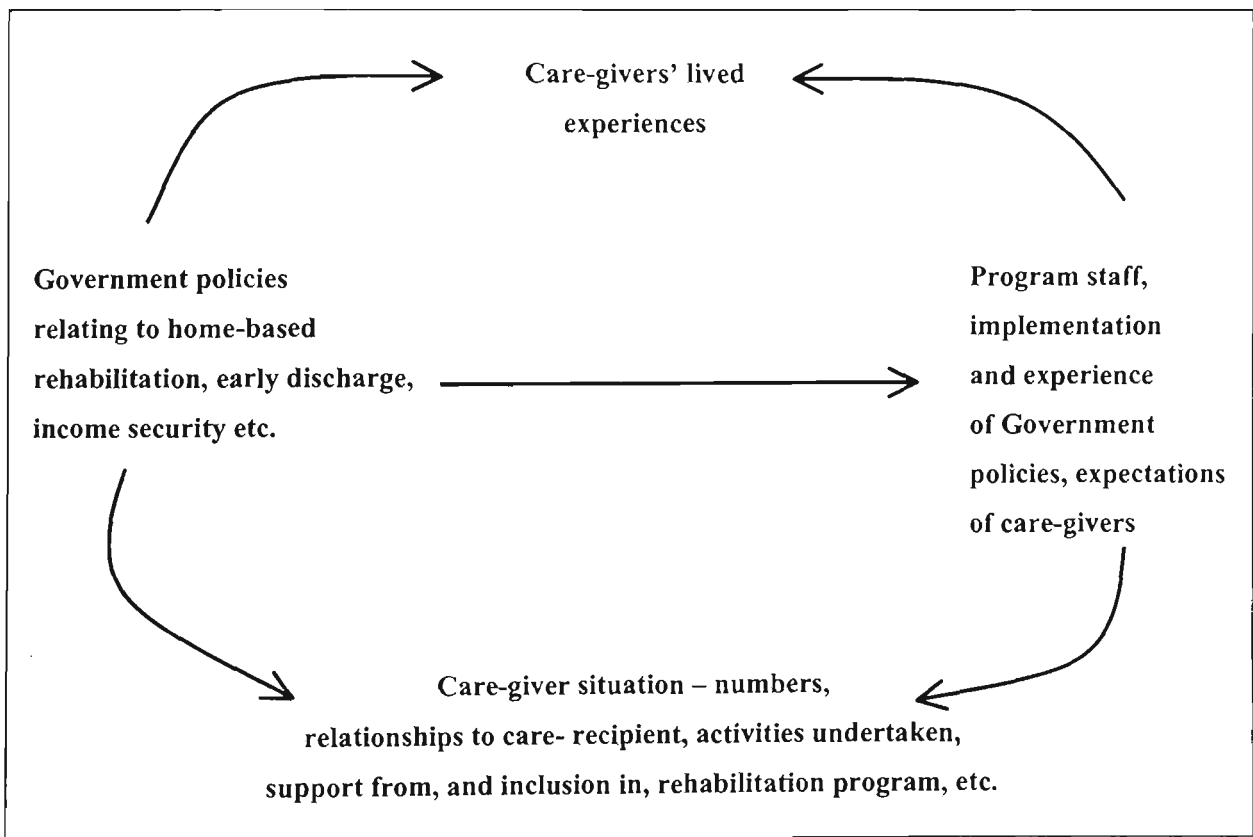 Care-givers' lived
experiences
Government policies
relating to home-based
rehabilitation, early discharge,
income security etc.
Program staff,
implementation
and experience
of Government
policies, expectations
of care-givers
Care-giver situation – numbers,
relationships to care- recipient, activities undertaken,
support from, and inclusion in, rehabilitation program, etc.